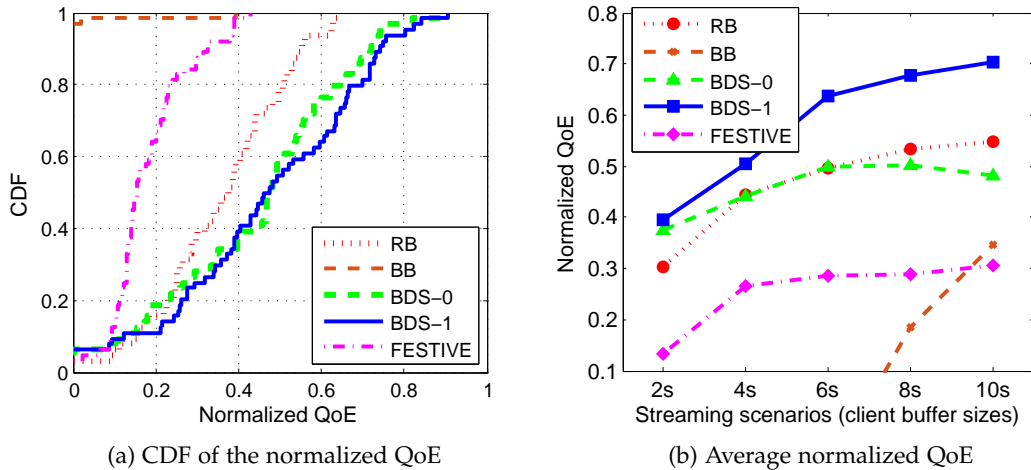 1
0.8
0.6
0.4
0.2
0
CDF
RB
BB
BDS-0
BDS-1
FESTIVE
0 0.2 0.4 0.6 0.8 1
Normalized QoE
(a) CDF of the normalized QoE
0.8
0.7
0.6
0.5
0.4
0.3
0.2
0.1
Normalized QoE
RB
BB
BDS-0
BDS-1
FESTIVE
2s 4s 6s 8s 10s
Streaming scenarios (client buffer sizes)
(b) Average normalized QoE